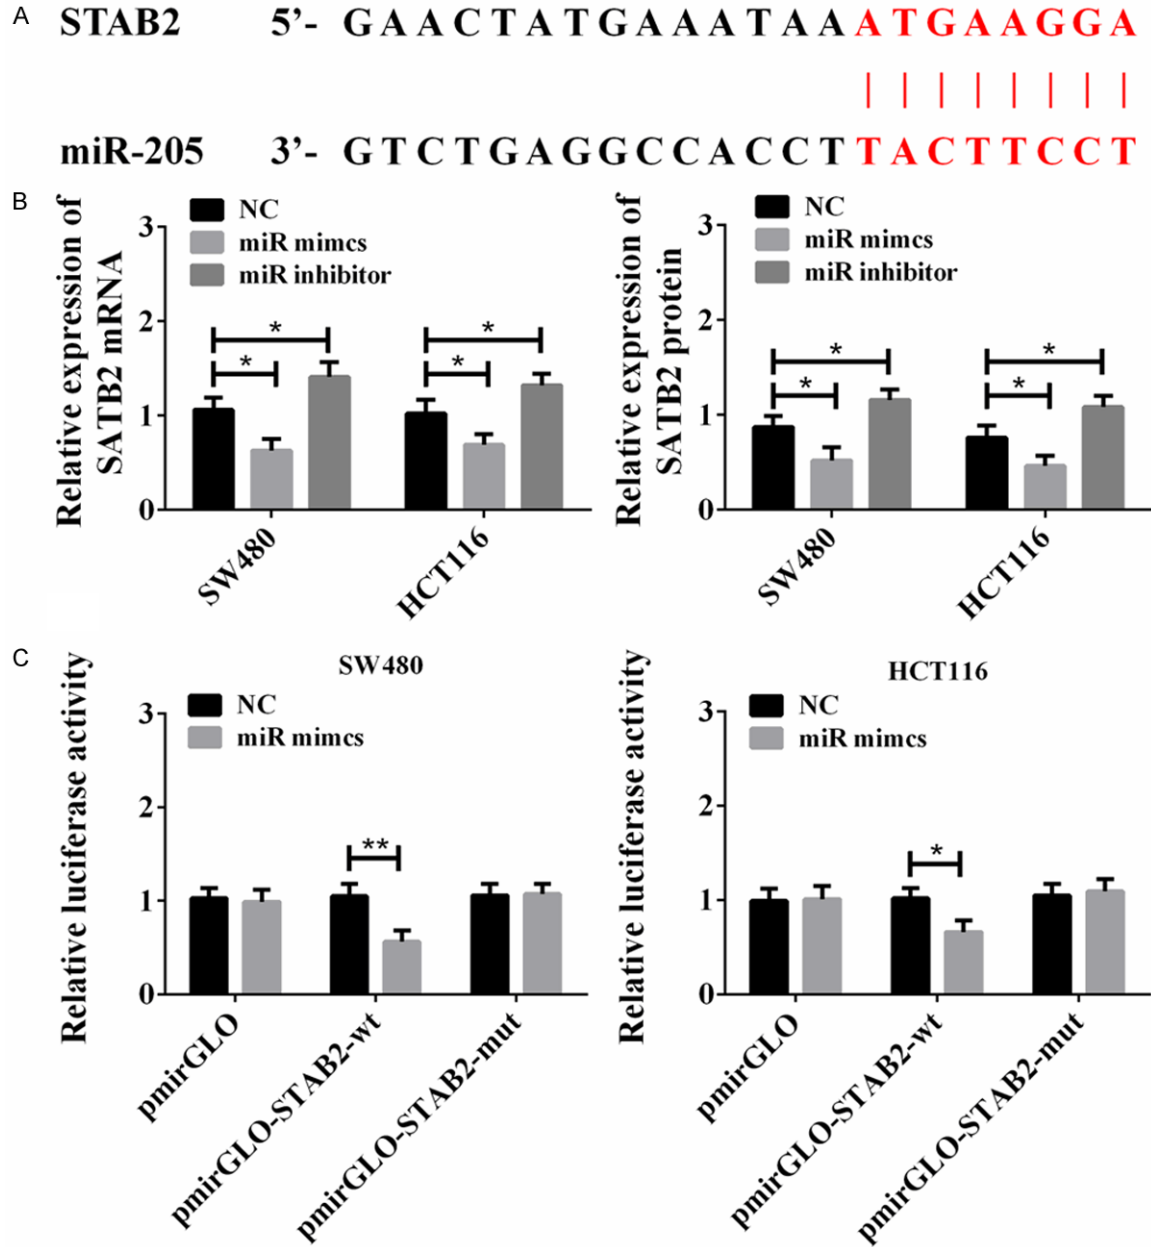 A
STAB2 5’- GAACTATGAAATAAATGAAGGA
miR-205 3’- GTCTGAGGCCACCTTACTTCCT
B
Relative expression of
SATB2 mRNA
NC
miR mimcs
miR inhibitor
3
2
1
0
* * * *
SW480
HCT116
Relative expression of
SATB2 protein
NC
miR mimcs
miR inhibitor
3
2
1
0
* * * *
SW480
HCT116
C
Relative luciferase activity
SW480
NC
miR mimcs
3
2
1
0
**
pmirGLO
pmirGLO-STAB2-wt
pmirGLO-STAB2-mut
Relative luciferase activity
HCT116
NC
miR mimcs
3
2
1
0
*
pmirGLO
pmirGLO-STAB2-wt
pmirGLO-STAB2-mut